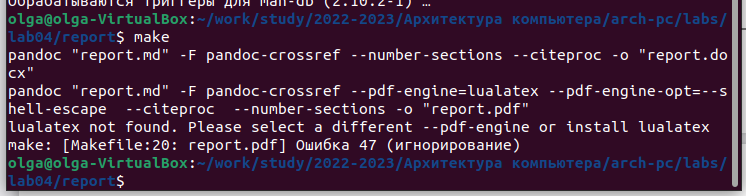 Обрабатываются триггеры для man-db (2.10.2-1) …
olga@olga-VirtualBox:~/work/study/2022-2023/Архитектура компьютера/arch-pc/labs/
lab04/report$ make
pandoc "report.md" -F pandoc-crossref --number-sections --citeproc -o "report.do
cx"
pandoc "report.md" -F pandoc-crossref --pdf-engine=lualatex --pdf-engine-opt=--s
hell-escape  --citeproc  --number-sections -o "report.pdf"
lualatex not found. Please select a different --pdf-engine or install lualatex
make: [Makefile:20: report.pdf] Ошибка 47 (игнорирование)
olga@olga-VirtualBox:~/work/study/2022-2023/Архитектура компьютера/arch-pc/labs/
lab04/report$